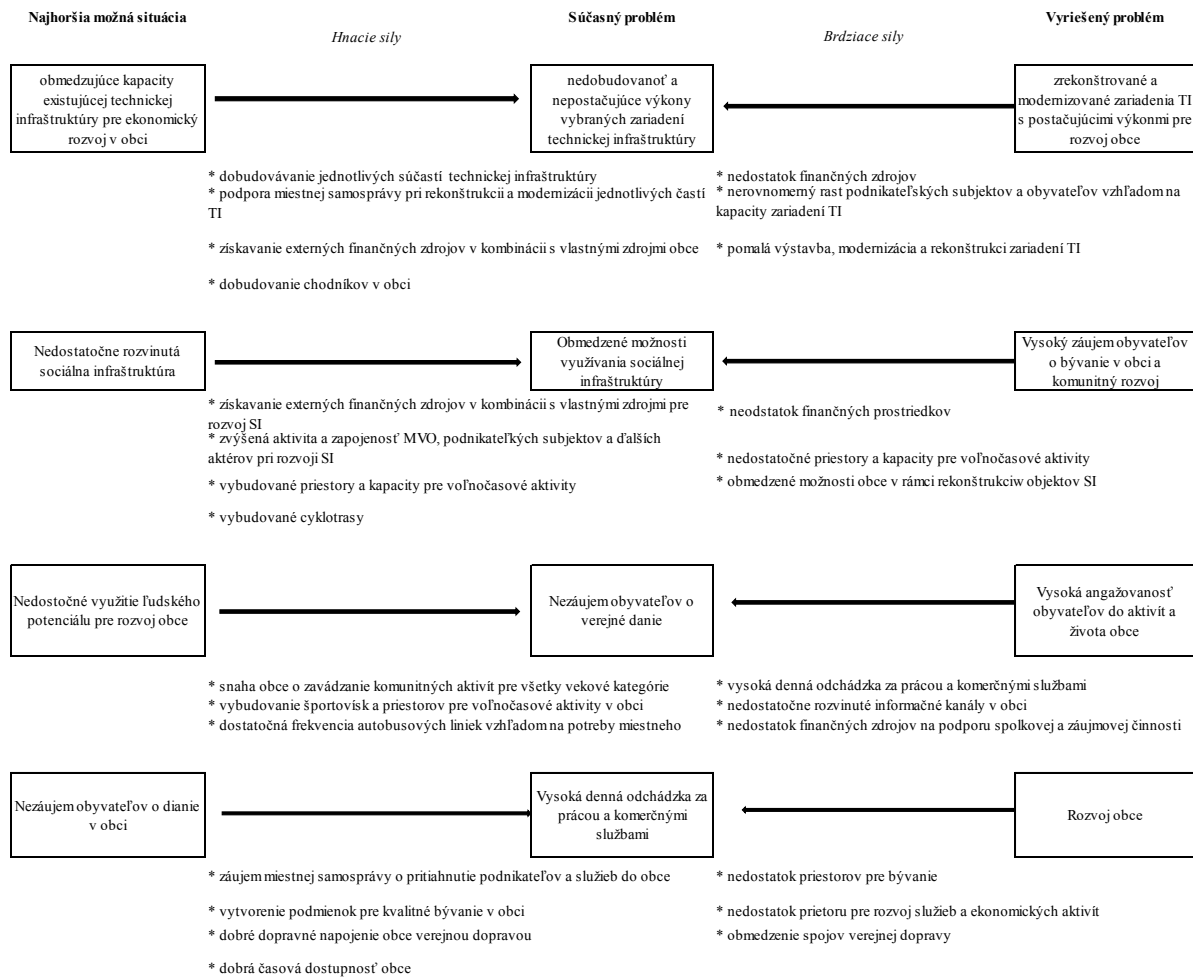 Najhoršia možná situácia
Súčasný problém
Vyriešený problém
Hnacie sily
Brdziace sily
obmedzujúce kapacity
existujúcej technickej
infraštruktúry pre ekonomický
rozvoj v obci
nedobudovanoť a
nepostačujúce výkony
vybraných zariadení
technickej infraštruktúry
zrekonštrované a
modernizované zariadenia TI
s postačujúcimi výkonmi pre
rozvoj obce
* dobudovávanie jednotlivých súčastí technickej infraštruktúry
* podpora miestnej samosprávy pri rekonštrukcii a modernizácii jednotlivých častí
TI
* získavanie externých finančných zdrojov v kombinácii s vlastnými zdrojmi obce
* dobudovanie chodníkov v obci
* nedostatok finančných zdrojov
* nerovnomerný rast podnikateľských subjektov a obyvateľov vzhľadom na
kapacity zariadení TI
* pomalá výstavba, modernizácia a rekonštrukci zariadení TI
Nedostatočne rozvinutá
sociálna infraštruktúra
Obmedzené možnosti
využívania sociálnej
infraštruktúry
Vysoký záujem obyvateľov
o bývanie v obci a
komunitný rozvoj
* získavanie externých finančných zdrojov v kombinácii s vlastnými zdrojmi pre
rozvoj SI
* zvýšená aktivita a zapojenosť MVO, podnikateľkých subjektov a ďalších
aktérov pri rozvoji SI
* vybudované priestory a kapacity pre voľnočasové aktivity
* vybudované cyklotrasy
* neodstatok finančných prostriedkov
* nedostatočné priestory a kapacity pre voľnočasové aktivity
* obmedzené možnosti obce v rámci rekonštrukciw objektov SI
Nedostočné využitie ľudského
potenciálu pre rozvoj obce
Nezáujem obyvateľov o
verejné danie
Vysoká angažovanosť
obyvateľov do aktivít a
života obce
* snaha obce o zavádzanie komunitných aktivít pre všetky vekové kategórie
* vybudovanie športovísk a priestorov pre voľnočasové aktivity v obci
* dostatočná frekvencia autobusových liniek vzhľadom na potreby miestneho
* vysoká denná odchádzka za prácou a komerčnými službami
* nedostatočne rozvinuté informačné kanály v obci
* nedostatok finančných zdrojov na podporu spolkovej a záujmovej činnosti
Nezáujem obyvateľov o dianie
v obci
Vysoká denná odchádzka za
prácou a komerčnými
službami
Rozvoj obce
* záujem miestnej samosprávy o pritiahnutie podnikateľov a služieb do obce
* vytvorenie podmienok pre kvalitné bývanie v obci
* dobré dopravné napojenie obce verejnou dopravou
* dobrá časová dostupnosť obce
* nedostatok priestorov pre bývanie
* nedostatok prietoru pre rozvoj služieb a ekonomických aktivít
* obmedzenie spojov verejnej dopravy